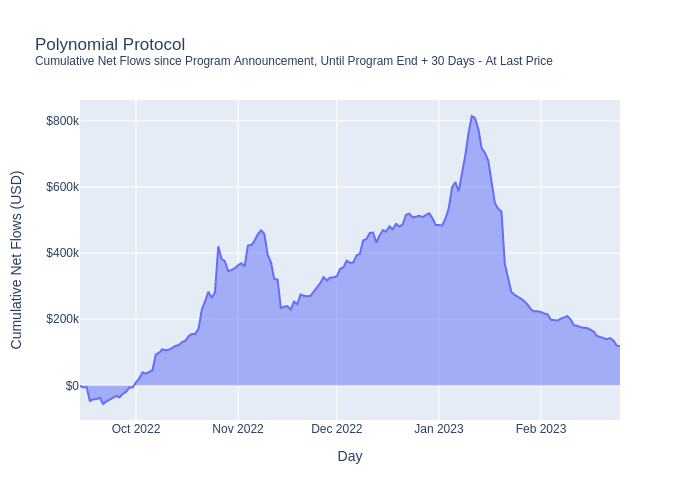 Polynomial Protocol
Cumulative Net Flows since Program Announcement, Until Program End + 30 Days - At Last Price
Cumulative Net Flows (USD)
$800k
$600k
$400k
$200k
$0
Oct 2022
Nov 2022
Dec 2022
Jan 2023
Feb 2023
Day